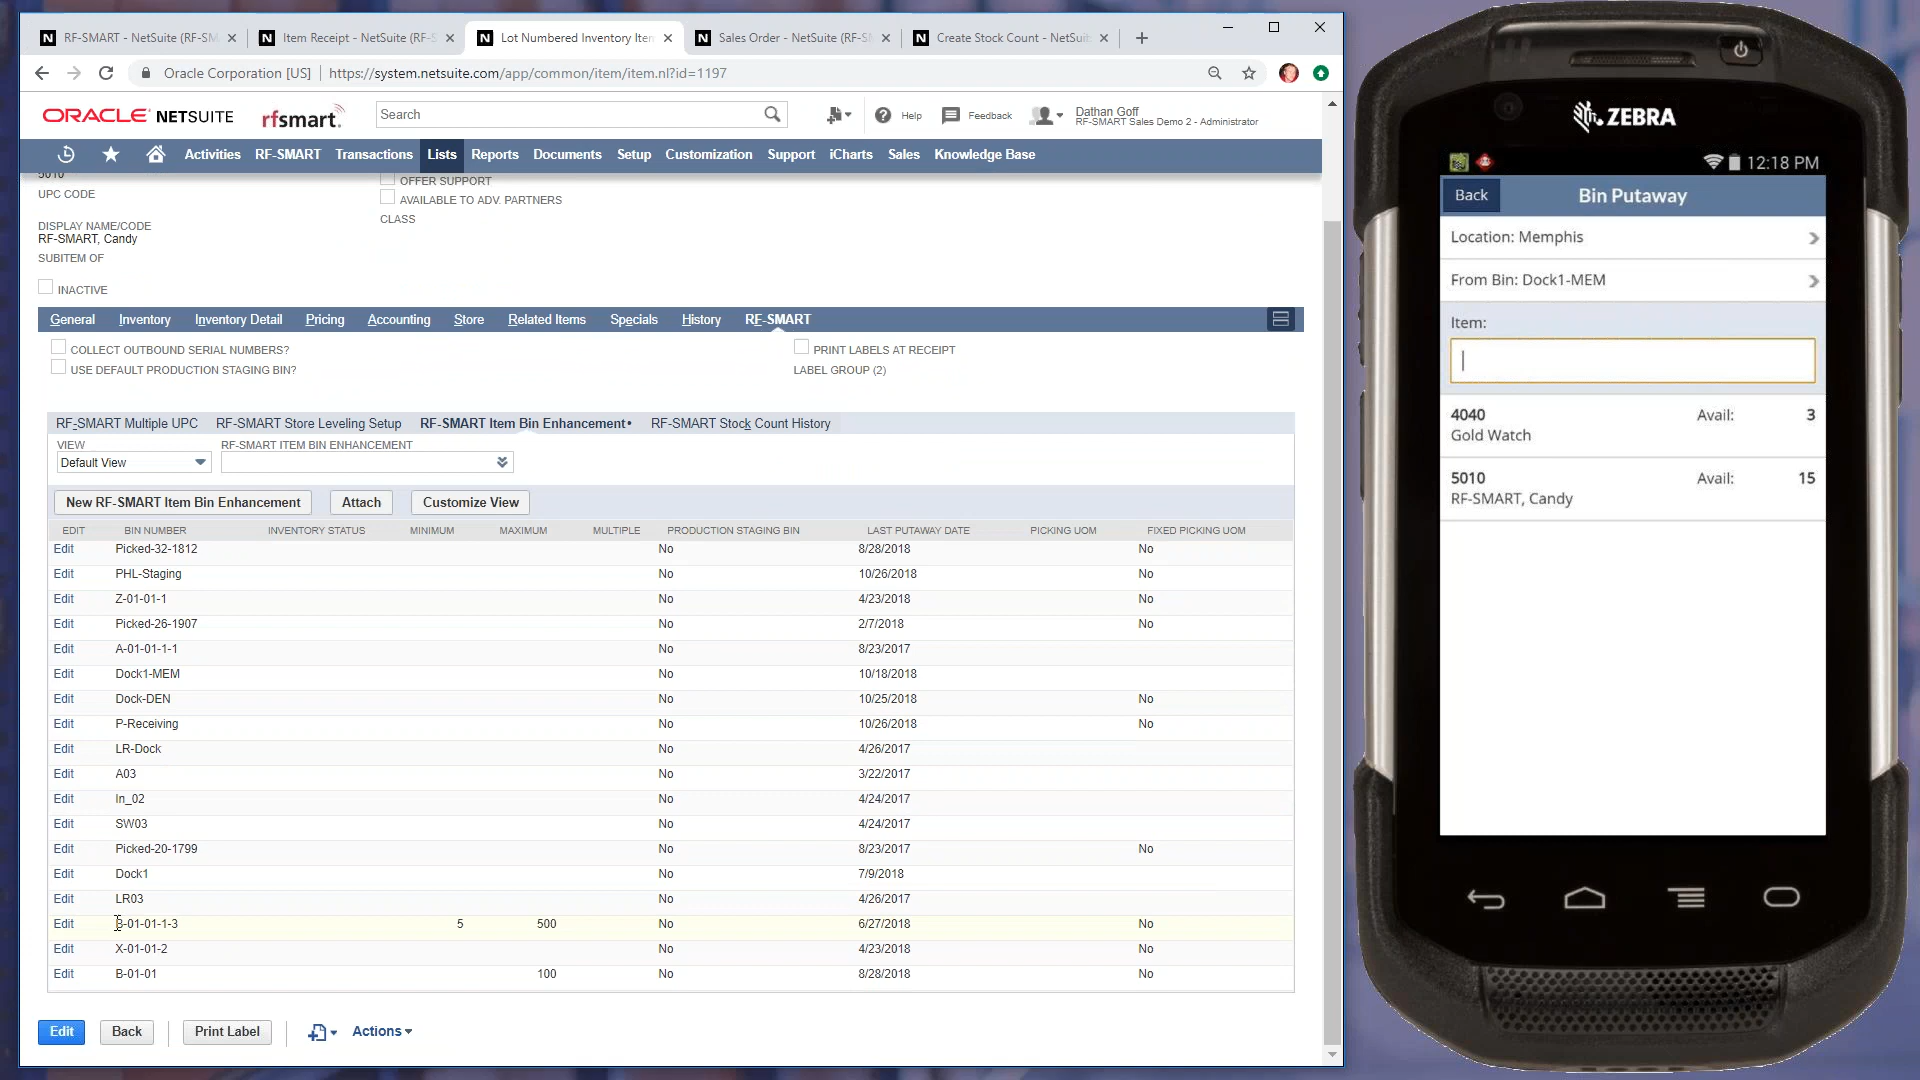 RF-SMART - NetSuite (RF-SM
Item Receipt - NetSuite (RF-S
Lot Numbered Inventory Iten
Sales Order - NetSuite (RF-SM
Create Stock Count - NetSuit
Oracle Corporation [US]
https://system.netsuite.com/app/common/item/item.nl?id=1197
ORACLE NETSUITE
rfsmart
Search
Help
Feedback
Dathan Goff
RF-SMART Sales Demo 2 - Administrator
Activities RF-SMART Transactions Lists Reports Documents Setup Customization Support iCharts Sales Knowledge Base
5010
UPC CODE
DISPLAY NAME/CODE
RF-SMART, Candy
SUBITEM OF
INACTIVE
OFFER SUPPORT
AVAILABLE TO ADV. PARTNERS
CLASS
General Inventory Inventory Detail Pricing Accounting Store Related Items Specials History RF-SMART
COLLECT OUTBOUND SERIAL NUMBERS?
USE DEFAULT PRODUCTION STAGING BIN?
PRINT LABELS AT RECEIPT
LABEL GROUP (2)
RF-SMART Multiple UPC RF-SMART Store Leveling Setup RF-SMART Item Bin Enhancement• RF-SMART Stock Count History
VIEW
Default View
RF-SMART ITEM BIN ENHANCEMENT
New RF-SMART Item Bin Enhancement Attach Customize View
EDIT BIN NUMBER INVENTORY STATUS MINIMUM MAXIMUM MULTIPLE PRODUCTION STAGING BIN LAST PUTAWAY DATE PICKING UOM FIXED PICKING UOM
Edit Picked-32-1812 No 8/28/2018 No
Edit PHL-Staging No 10/26/2018 No
Edit Z-01-01-1 No 4/23/2018 No
Edit Picked-26-1907 No 2/7/2018 No
Edit A-01-01-1-1 No 8/23/2017
Edit Dock1-MEM No 10/18/2018
Edit Dock-DEN No 10/25/2018 No
Edit P-Receiving No 10/26/2018 No
Edit LR-Dock No 4/26/2017
Edit A03 No 3/22/2017
Edit In_02 No 4/24/2017
Edit SW03 No 4/24/2017
Edit Picked-20-1799 No 8/23/2017 No
Edit Dock1 No 7/9/2018
Edit LR03 No 4/26/2017
Edit B-01-01-1-3 5 500 No 6/27/2018 No
Edit X-01-01-2 No 4/23/2018 No
Edit B-01-01 100 No 8/28/2018 No
Edit Back Print Label Actions
ZEBRA
12:18 PM
Back Bin Putaway
Location: Memphis
From Bin: Dock1-MEM
Item:
4040 Avail: 3
Gold Watch
5010 Avail: 15
RF-SMART, Candy